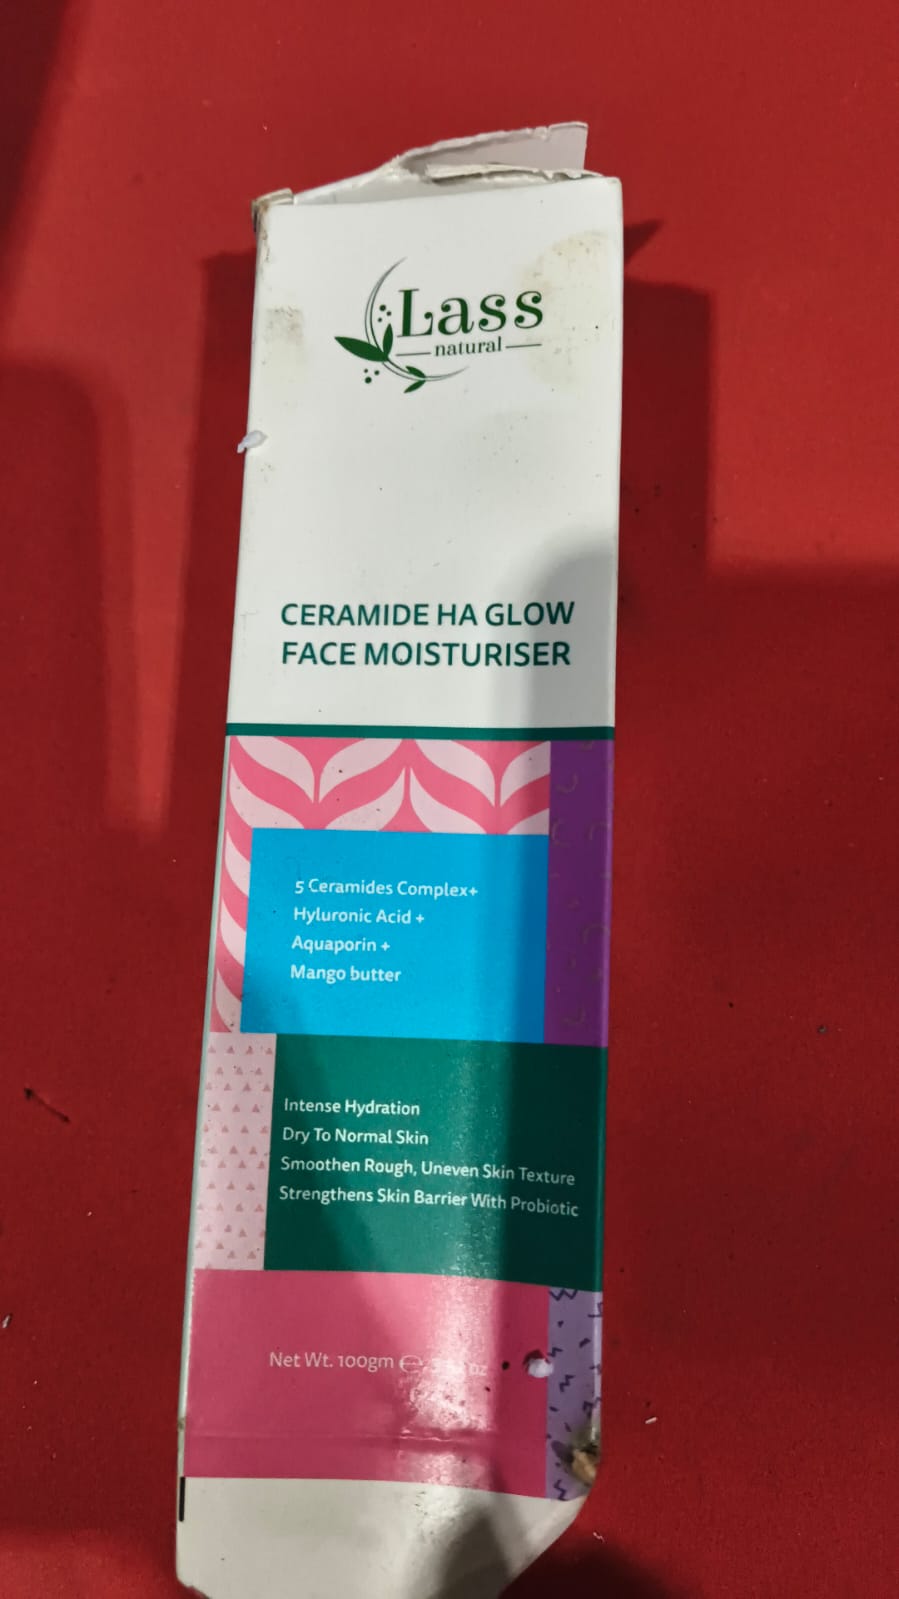 Lass
natural
CERAMIDE HA GLOW
FACE MOISTURISER
5 Ceramides Complex+
Hyluronic Acid +
Aquaporin +
Mango butter
Intense Hydration
Dry To Normal Skin
Smoothen Rough, Uneven Skin Texture
Strengthens Skin Barrier With Probiotic
Net Wt. 100gm ℮ oz